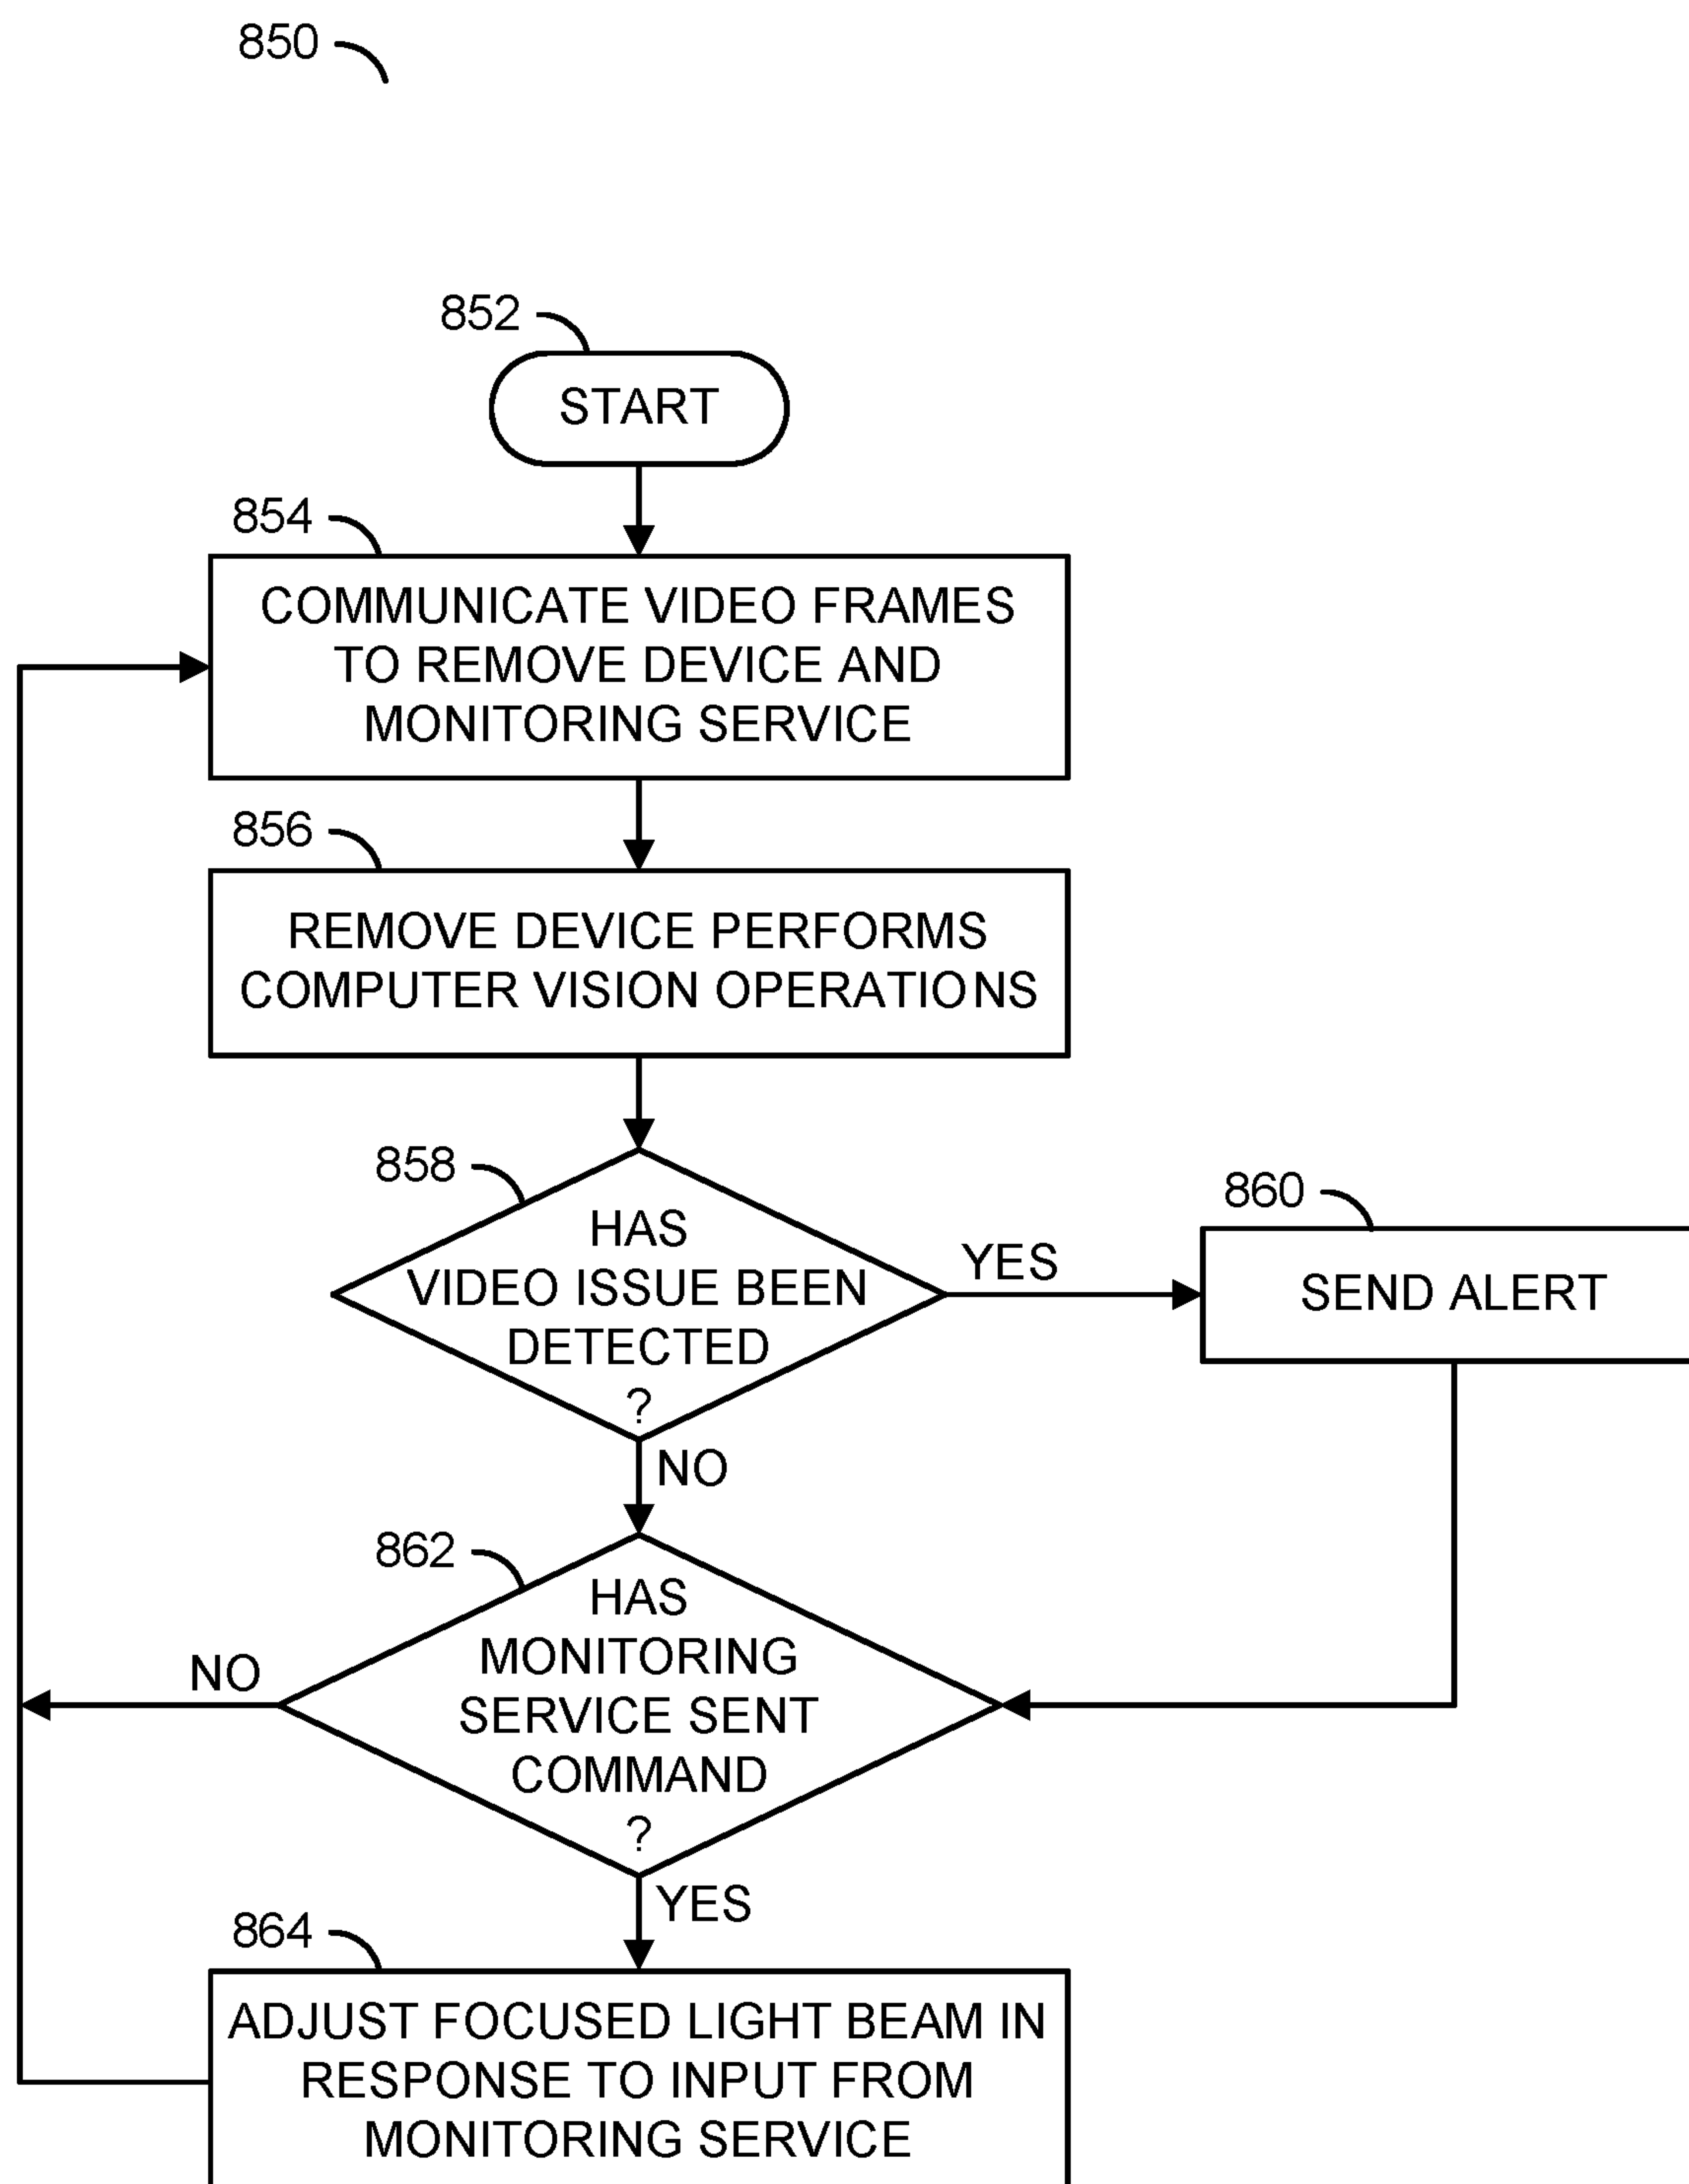 850
852
START
854
COMMUNICATE VIDEO FRAMES
TO REMOVE DEVICE AND
MONITORING SERVICE
856
REMOVE DEVICE PERFORMS
COMPUTER VISION OPERATIONS
858
HAS
VIDEO ISSUE BEEN
DETECTED
?
YES
860
SEND ALERT
NO
862
HAS
MONITORING
SERVICE SENT
COMMAND
?
NO
YES
864
ADJUST FOCUSED LIGHT BEAM IN
RESPONSE TO INPUT FROM
MONITORING SERVICE